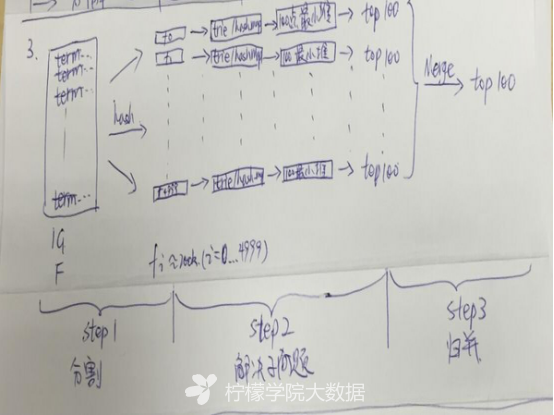 3.
term... hash f0 → trie/hashmap → 100点最小堆 → top100
term... f1 → trie/hashmap → 100最小堆 → top100
term...
Merge → top100
term... f4999 → trie/hashmap → 100最小堆 → top100
1G
F fi≈200k.(i=0...4999)
step1 step2 step3
分割 解决子问题 归并
柠檬学院大数据